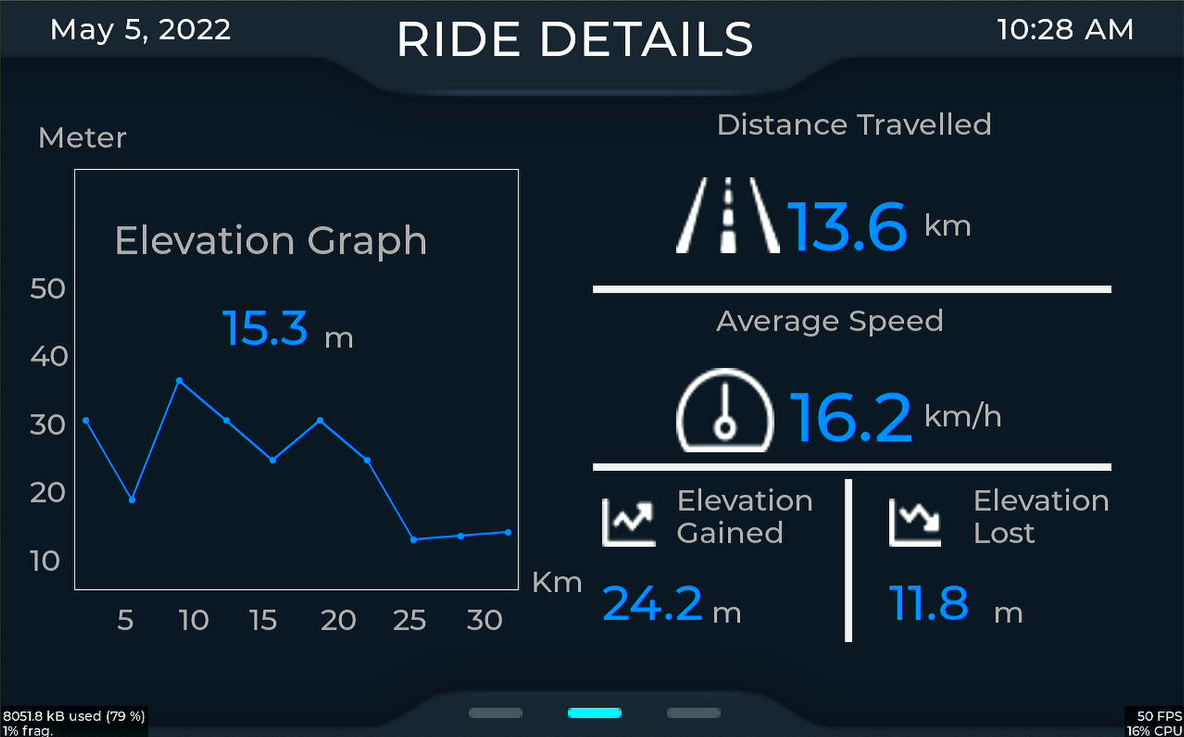 May 5, 2022
RIDE DETAILS
10:28 AM
Meter
Elevation Graph
15.3 m
50
40
30
20
10
5 10 15 20 25 30
Km
Distance Travelled
13.6 km
Average Speed
16.2 km/h
Elevation
Gained
24.2 m
Elevation
Lost
11.8 m
8051.8 kB used (79 %)
1% frag.
50 FPS
16% CPU